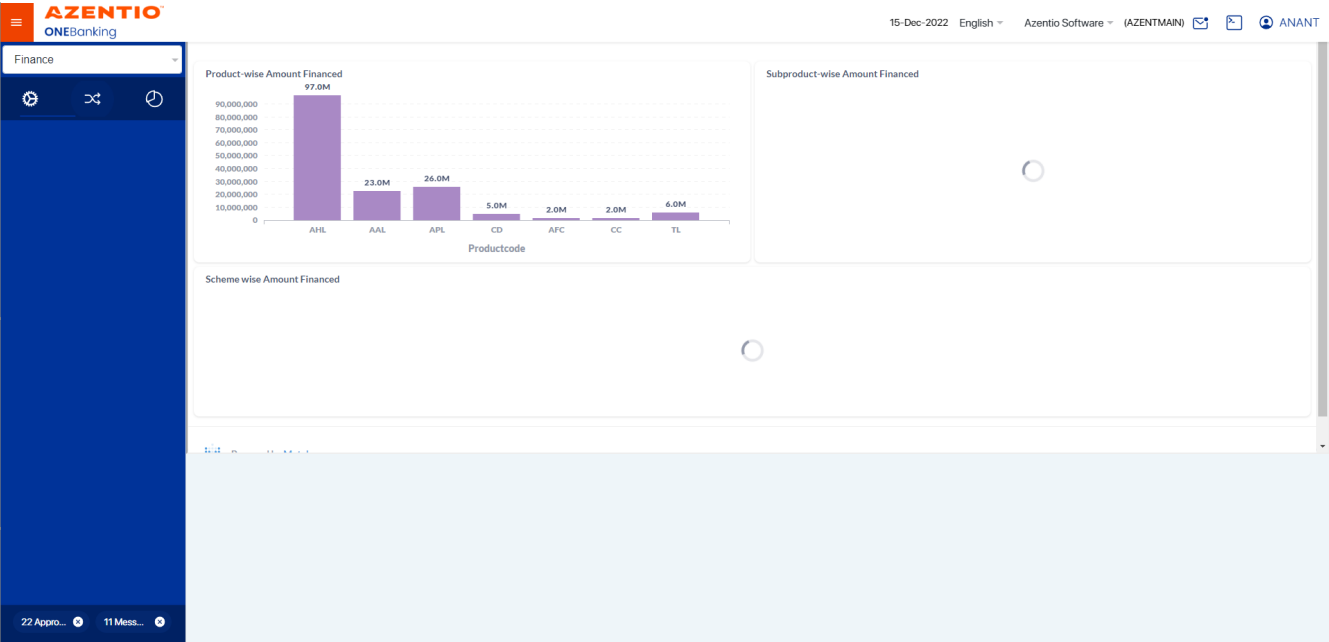 AZENTIO
ONEBanking
15-Dec-2022 English Azentio Software (AZENTMAIN) ANANT
Finance
Product-wise Amount Financed
97.0M
90,000,000
80,000,000
70,000,000
60,000,000
50,000,000
40,000,000
30,000,000
20,000,000
10,000,000
0
23.0M
26.0M
5.0M
2.0M
2.0M
6.0M
AHL AAL APL CD AFC CC TL
Productcode
Subproduct-wise Amount Financed
Scheme wise Amount Financed
22 Appro... 11 Mess...